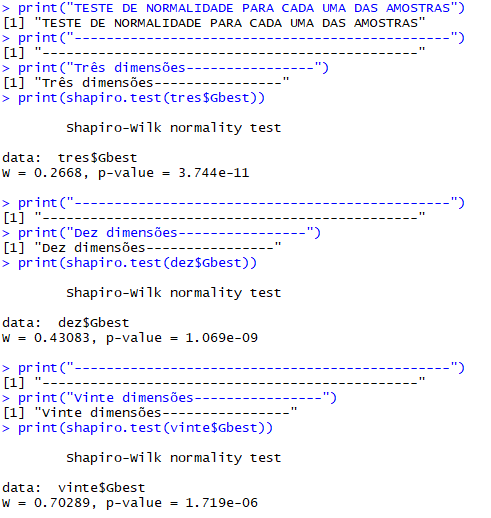 > print("TESTE DE NORMALIDADE PARA CADA UMA DAS AMOSTRAS")
[1] "TESTE DE NORMALIDADE PARA CADA UMA DAS AMOSTRAS"
> print("-----------------------------------------------")
[1] "-----------------------------------------------"
> print("Três dimensões----------------")
[1] "Três dimensões----------------"
> print(shapiro.test(tres$Gbest))
Shapiro-Wilk normality test
data:  tres$Gbest
W = 0.2668, p-value = 3.744e-11
> print("-----------------------------------------------")
[1] "-----------------------------------------------"
> print("Dez dimensões----------------")
[1] "Dez dimensões----------------"
> print(shapiro.test(dez$Gbest))
Shapiro-Wilk normality test
data:  dez$Gbest
W = 0.43083, p-value = 1.069e-09
> print("-----------------------------------------------")
[1] "-----------------------------------------------"
> print("Vinte dimensões----------------")
[1] "Vinte dimensões----------------"
> print(shapiro.test(vinte$Gbest))
Shapiro-Wilk normality test
data:  vinte$Gbest
W = 0.70289, p-value = 1.719e-06